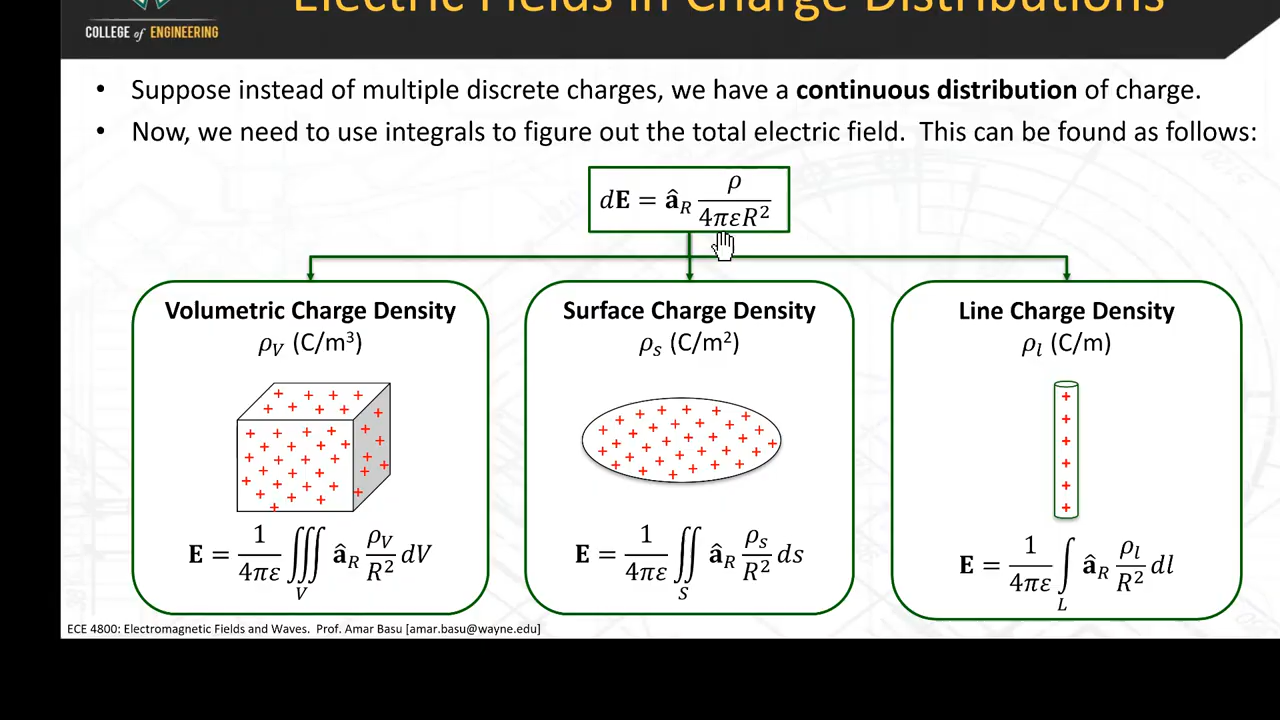 Electric Fields in Charge Distributions
COLLEGE of ENGINEERING
• Suppose instead of multiple discrete charges, we have a continuous distribution of charge.
• Now, we need to use integrals to figure out the total electric field.  This can be found as follows:
d𝐄 = â_R ρ / (4πεR²)
Volumetric Charge Density
ρ_V (C/m³)
𝐄 = 1/(4πε) ∭_V â_R ρ_V/R² dV
Surface Charge Density
ρ_s (C/m²)
𝐄 = 1/(4πε) ∬_S â_R ρ_s/R² ds
Line Charge Density
ρ_l (C/m)
𝐄 = 1/(4πε) ∫_L â_R ρ_l/R² dl
ECE 4800: Electromagnetic Fields and Waves.  Prof. Amar Basu [amar.basu@wayne.edu]